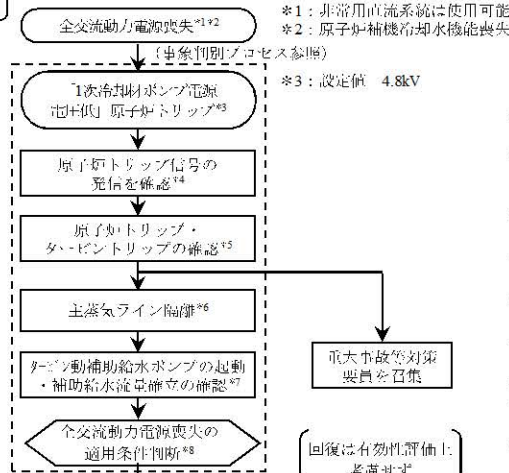 全交流動力電源喪失*1*2
*1：非常用直流系統は使用可能
*2：原子炉補機冷却水機能喪失
（事象判別プロセス参照）
*3：設定値 4.8kV
「1次冷却材ポンプ電源
電圧低」原子炉トリップ*3
原子炉トリップ信号の
発信を確認*4
原子炉トリップ・
タービントリップの確認*5
主蒸気ライン隔離*6
タービン動補助給水ポンプの起動
・補助給水流量確立の確認*7
重大事故等対策
要員を召集
全交流動力電源喪失の
適用条件判断*8
回復は有効性評価上
考慮せず